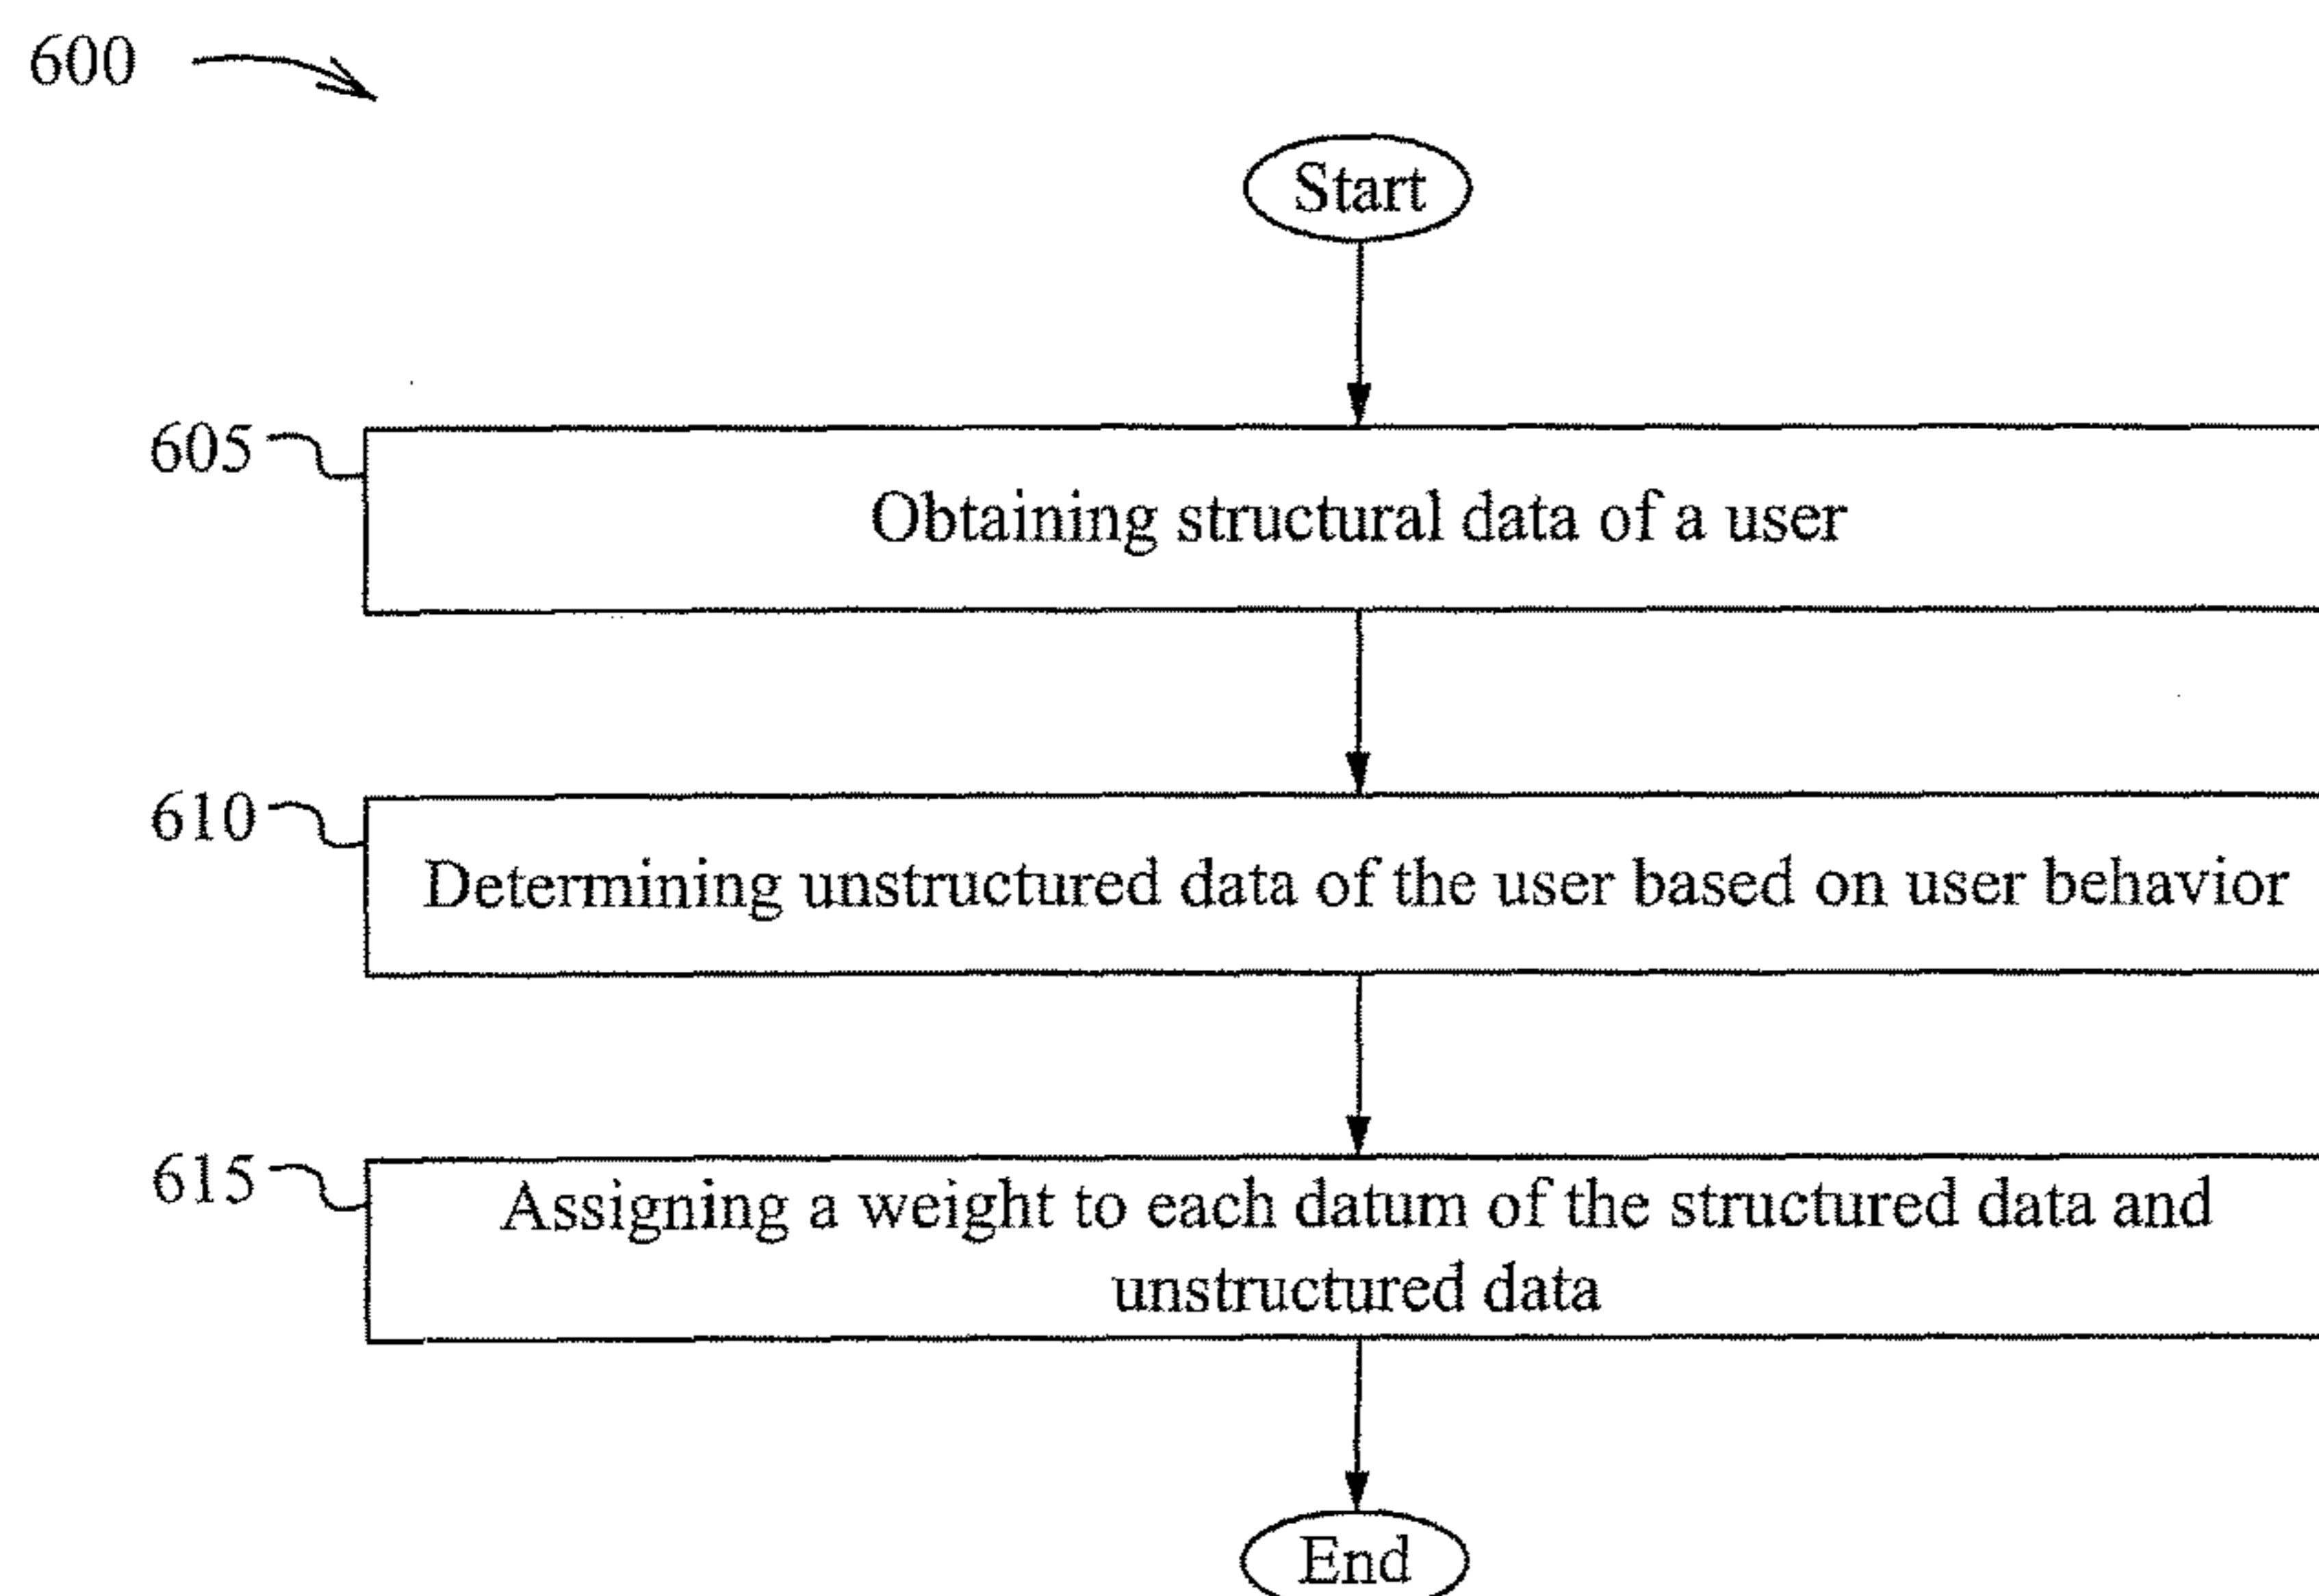 600
Start
605
Obtaining structural data of a user
610
Determining unstructured data of the user based on user behavior
615
Assigning a weight to each datum of the structured data and
unstructured data
End